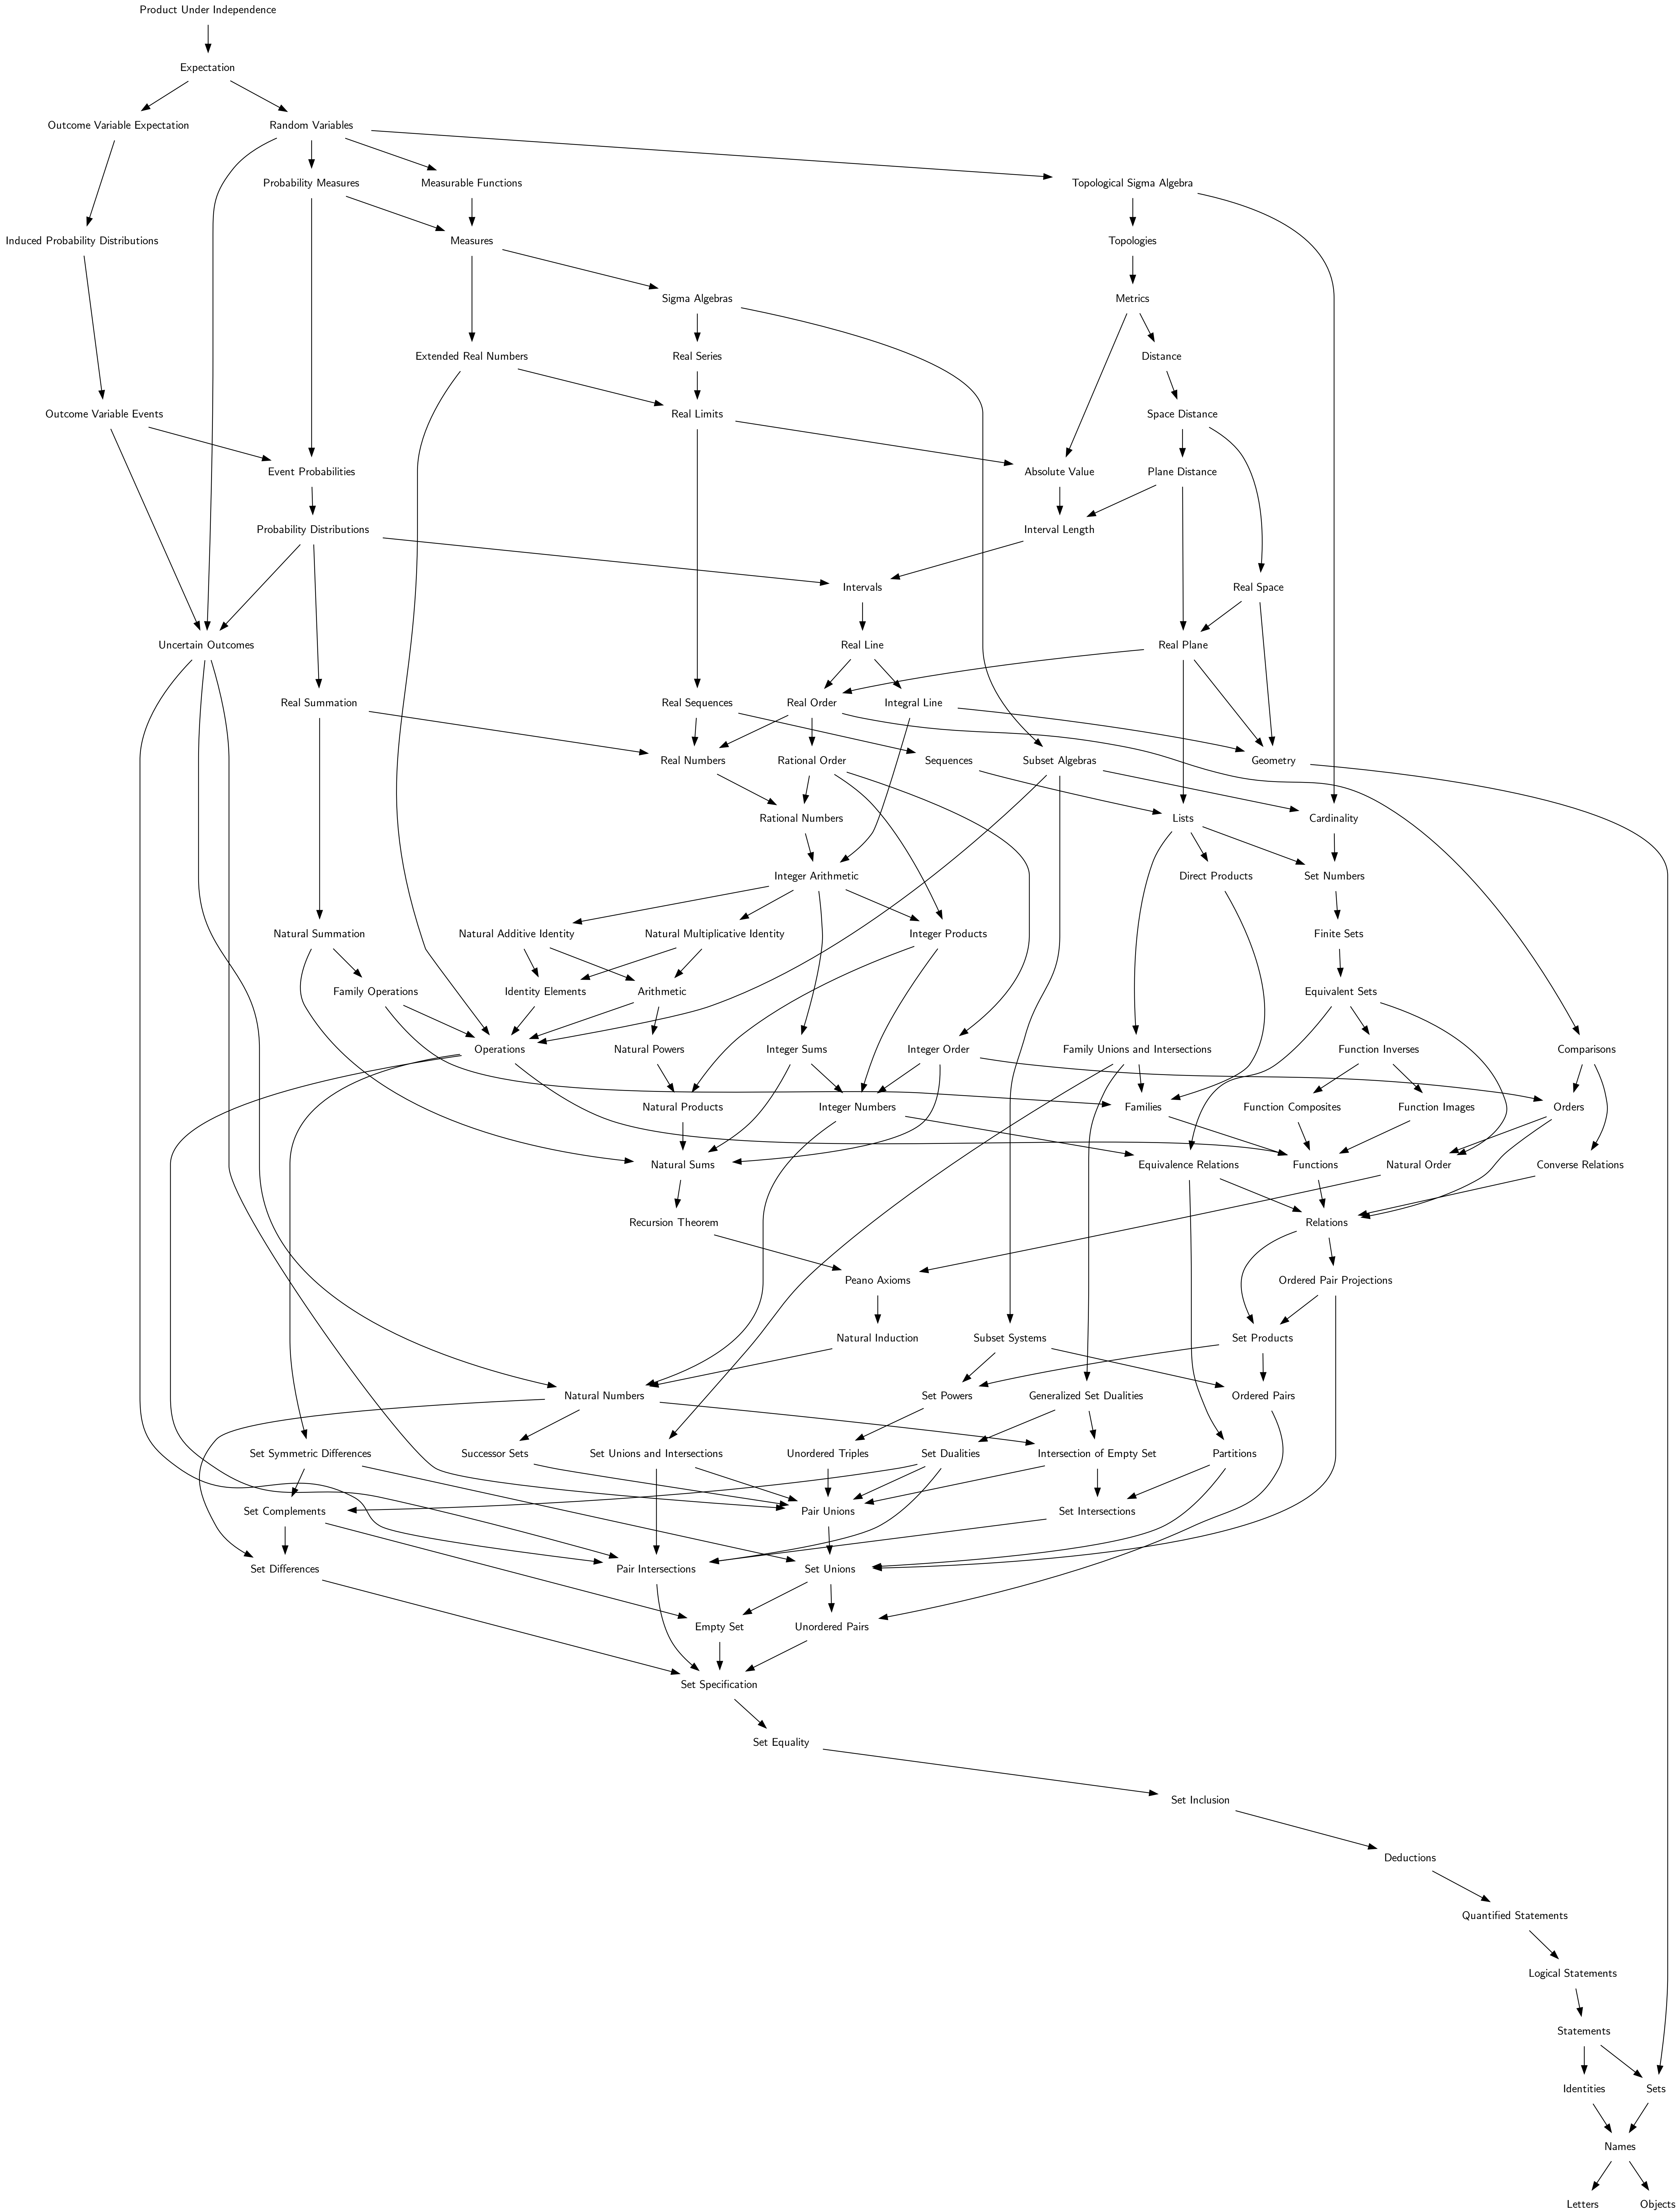 Product Under Independence
Expectation
Outcome Variable Expectation
Random Variables
Probability Measures
Measurable Functions
Topological Sigma Algebra
Induced Probability Distributions
Measures
Topologies
Sigma Algebras
Metrics
Extended Real Numbers
Real Series
Distance
Outcome Variable Events
Real Limits
Space Distance
Event Probabilities
Absolute Value
Plane Distance
Probability Distributions
Interval Length
Intervals
Real Space
Uncertain Outcomes
Real Line
Real Plane
Real Summation
Real Sequences
Real Order
Integral Line
Real Numbers
Rational Order
Sequences
Subset Algebras
Geometry
Rational Numbers
Lists
Cardinality
Integer Arithmetic
Direct Products
Set Numbers
Natural Summation
Natural Additive Identity
Natural Multiplicative Identity
Integer Products
Finite Sets
Family Operations
Identity Elements
Arithmetic
Equivalent Sets
Operations
Natural Powers
Integer Sums
Integer Order
Family Unions and Intersections
Function Inverses
Comparisons
Natural Products
Integer Numbers
Families
Function Composites
Function Images
Orders
Natural Sums
Equivalence Relations
Functions
Natural Order
Converse Relations
Recursion Theorem
Relations
Peano Axioms
Ordered Pair Projections
Natural Induction
Subset Systems
Set Products
Natural Numbers
Set Powers
Generalized Set Dualities
Ordered Pairs
Set Symmetric Differences
Successor Sets
Set Unions and Intersections
Unordered Triples
Set Dualities
Intersection of Empty Set
Partitions
Set Complements
Pair Unions
Set Intersections
Set Differences
Pair Intersections
Set Unions
Empty Set
Unordered Pairs
Set Specification
Set Equality
Set Inclusion
Deductions
Quantified Statements
Logical Statements
Statements
Identities
Sets
Names
Letters
Objects